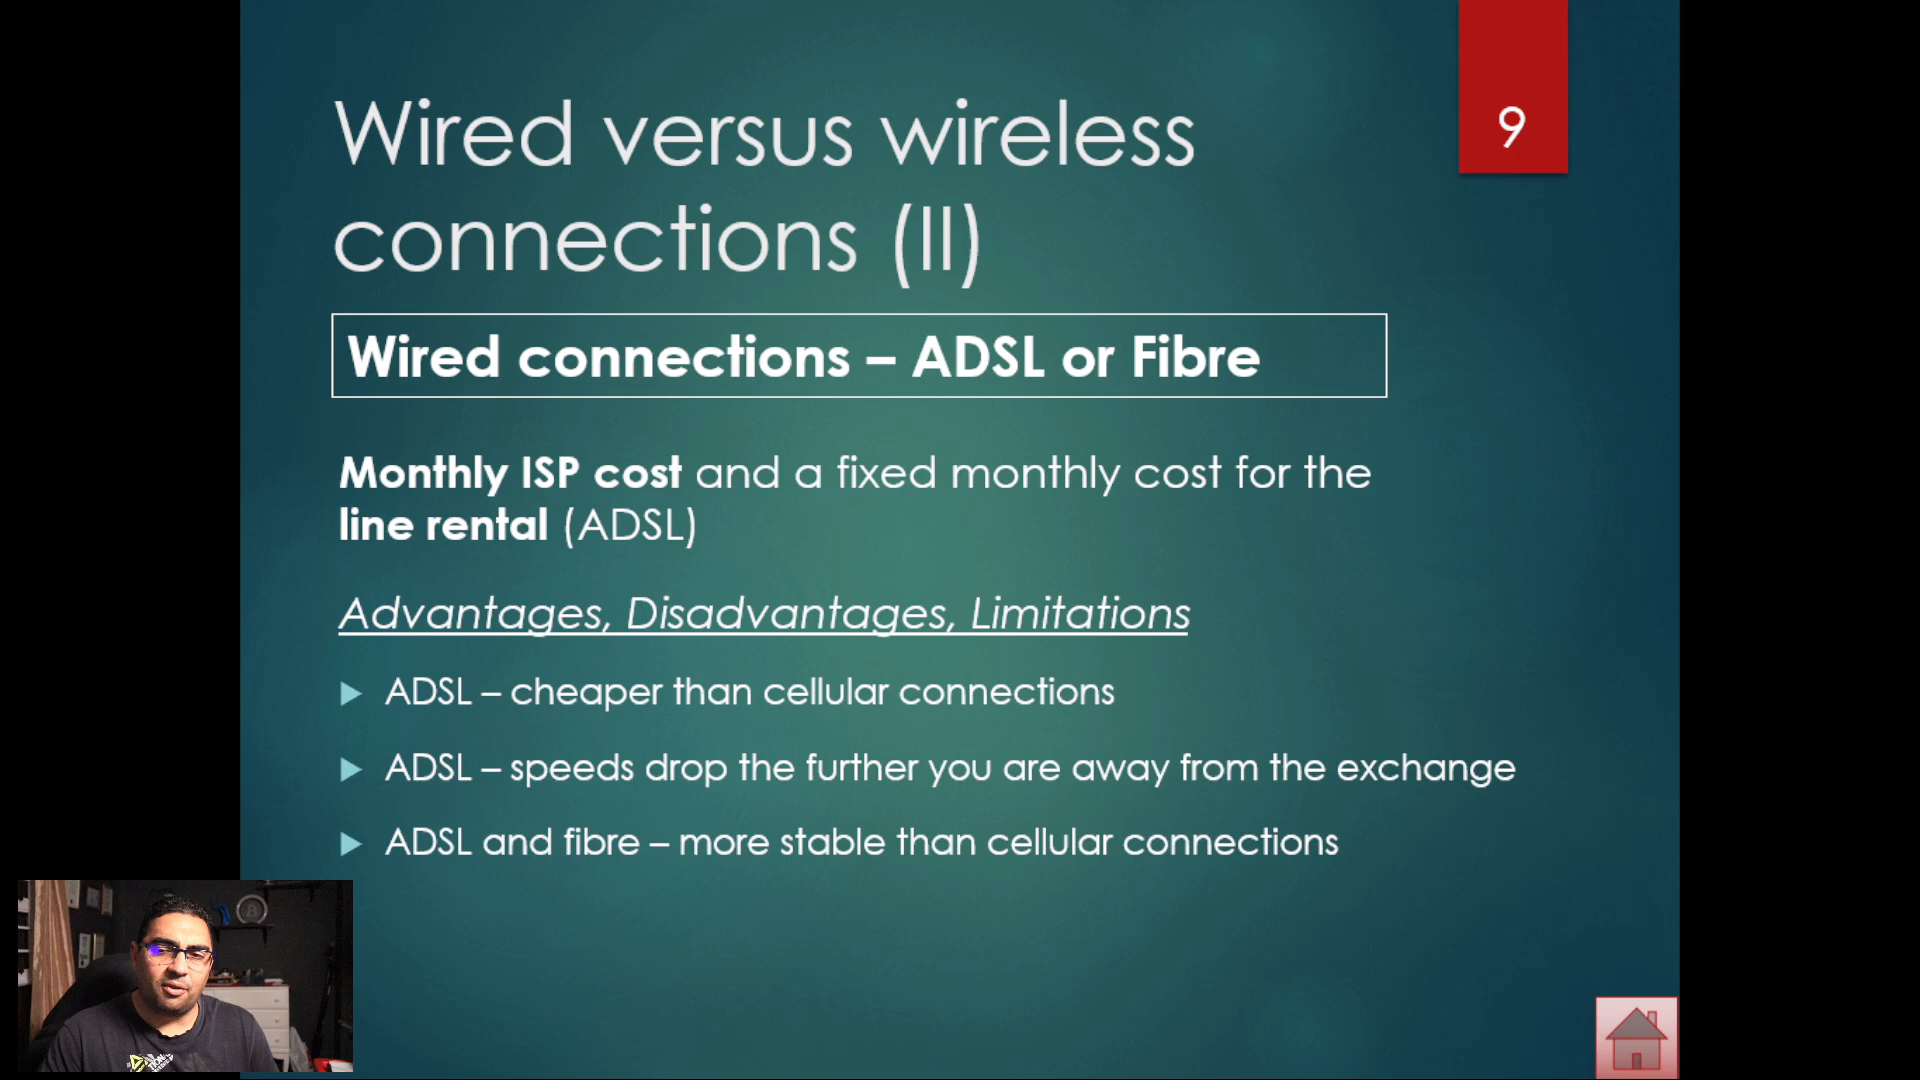 Wired versus wireless
connections (II)
9
Wired connections – ADSL or Fibre
Monthly ISP cost and a fixed monthly cost for the
line rental (ADSL)
Advantages, Disadvantages, Limitations
ADSL – cheaper than cellular connections
ADSL – speeds drop the further you are away from the exchange
ADSL and fibre – more stable than cellular connections